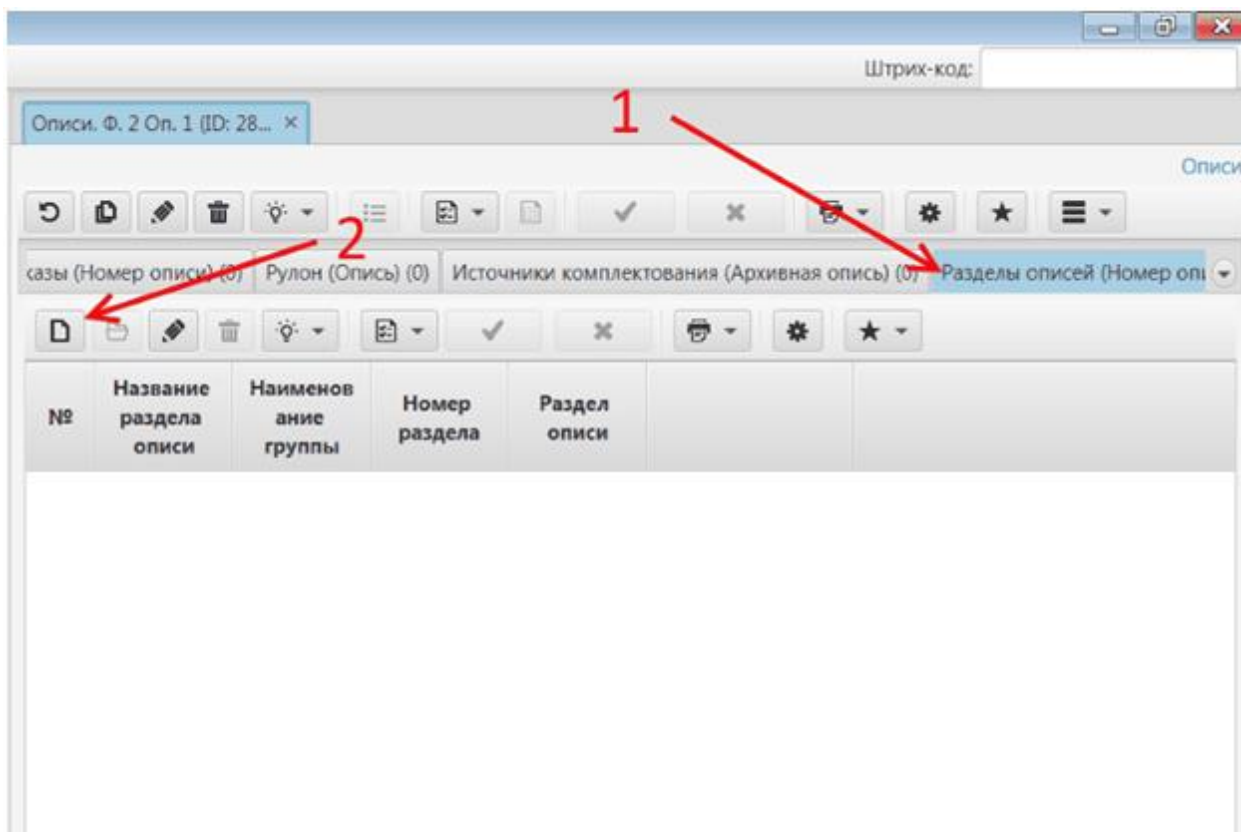 Штрих-код:
Описи. Ф. 2 Оп. 1 (ID: 28...
1
Описи
2
казы (Номер описи) (0) Рулон (Опись) (0) Источники комплектования (Архивная опись) (0) Разделы описей (Номер опи
№
Название
раздела
описи
Наименов
ание
группы
Номер
раздела
Раздел
описи